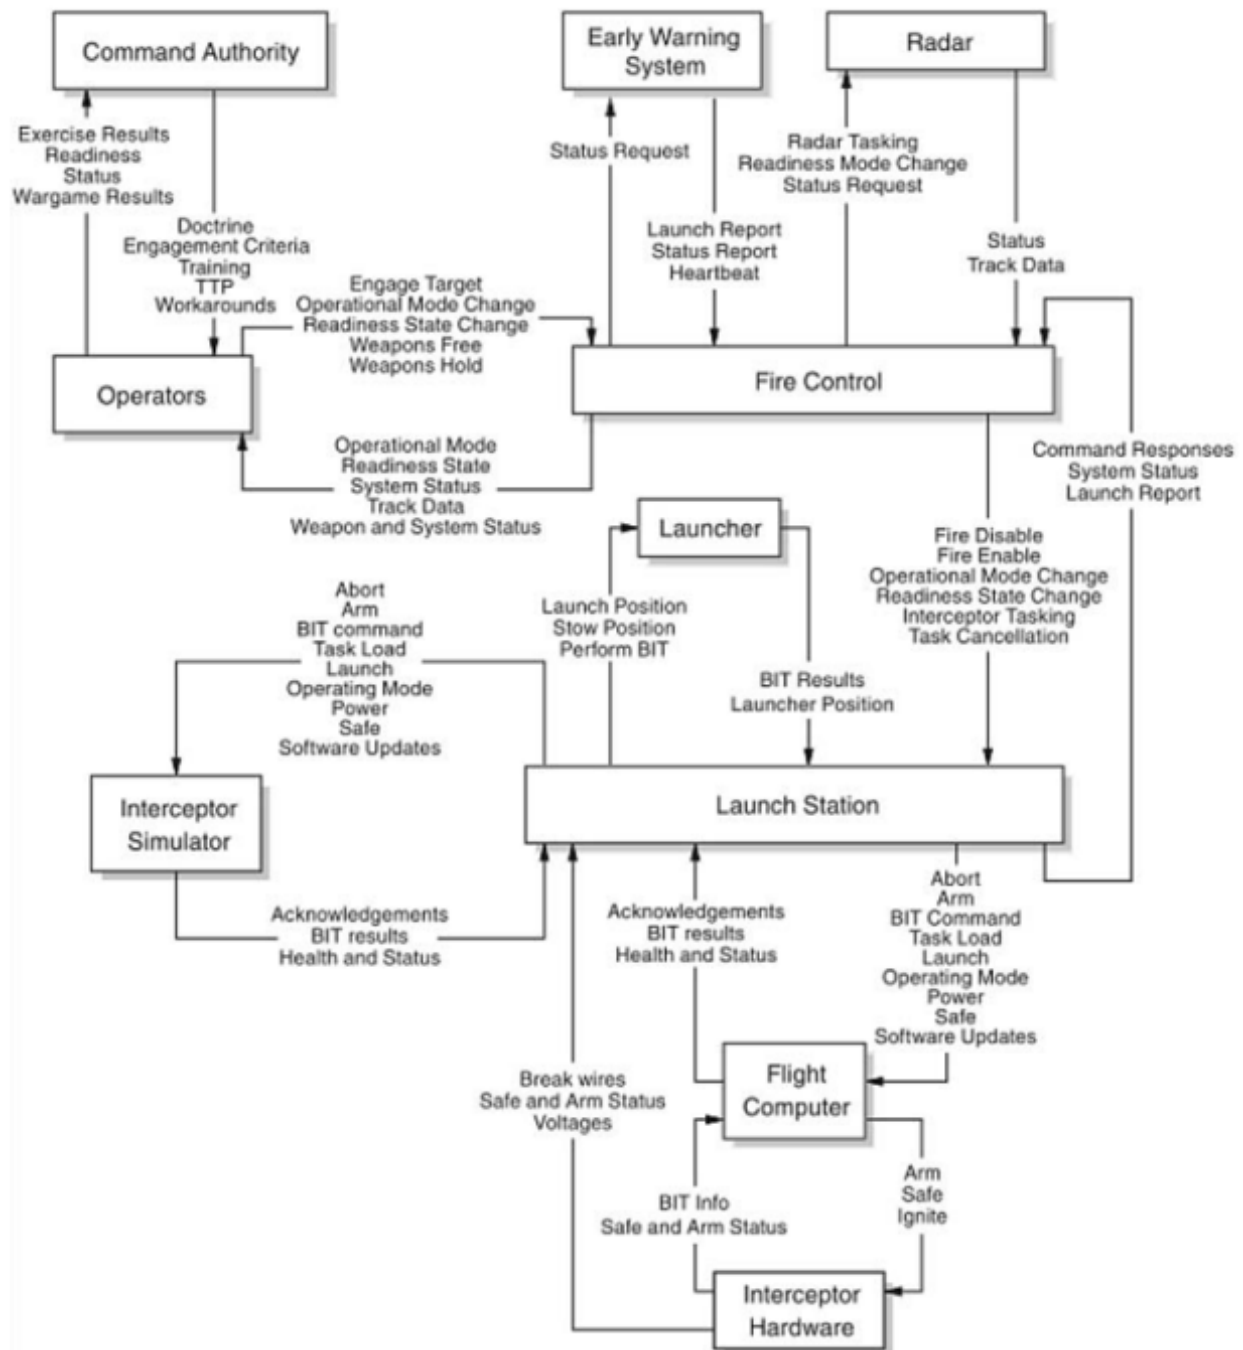 Command Authority
Early Warning
System
Radar
Exercise Results
Readiness
Status
Wargame Results
Doctrine
Engagement Criteria
Training
TTP
Workarounds
Status Request
Launch Report
Status Report
Heartbeat
Radar Tasking
Readiness Mode Change
Status Request
Status
Track Data
Engage Target
Operational Mode Change
Readiness State Change
Weapons Free
Weapons Hold
Operators
Fire Control
Operational Mode
Readiness State
System Status
Track Data
Weapon and System Status
Command Responses
System Status
Launch Report
Launcher
Fire Disable
Fire Enable
Operational Mode Change
Readiness State Change
Interceptor Tasking
Task Cancellation
Abort
Arm
BIT command
Task Load
Launch
Operating Mode
Power
Safe
Software Updates
Launch Position
Stow Position
Perform BIT
BIT Results
Launcher Position
Interceptor
Simulator
Launch Station
Acknowledgements
BIT results
Health and Status
Acknowledgements
BIT results
Health and Status
Abort
Arm
BIT Command
Task Load
Launch
Operating Mode
Power
Safe
Software Updates
Break wires
Safe and Arm Status
Voltages
Flight
Computer
BIT Info
Safe and Arm Status
Arm
Safe
Ignite
Interceptor
Hardware